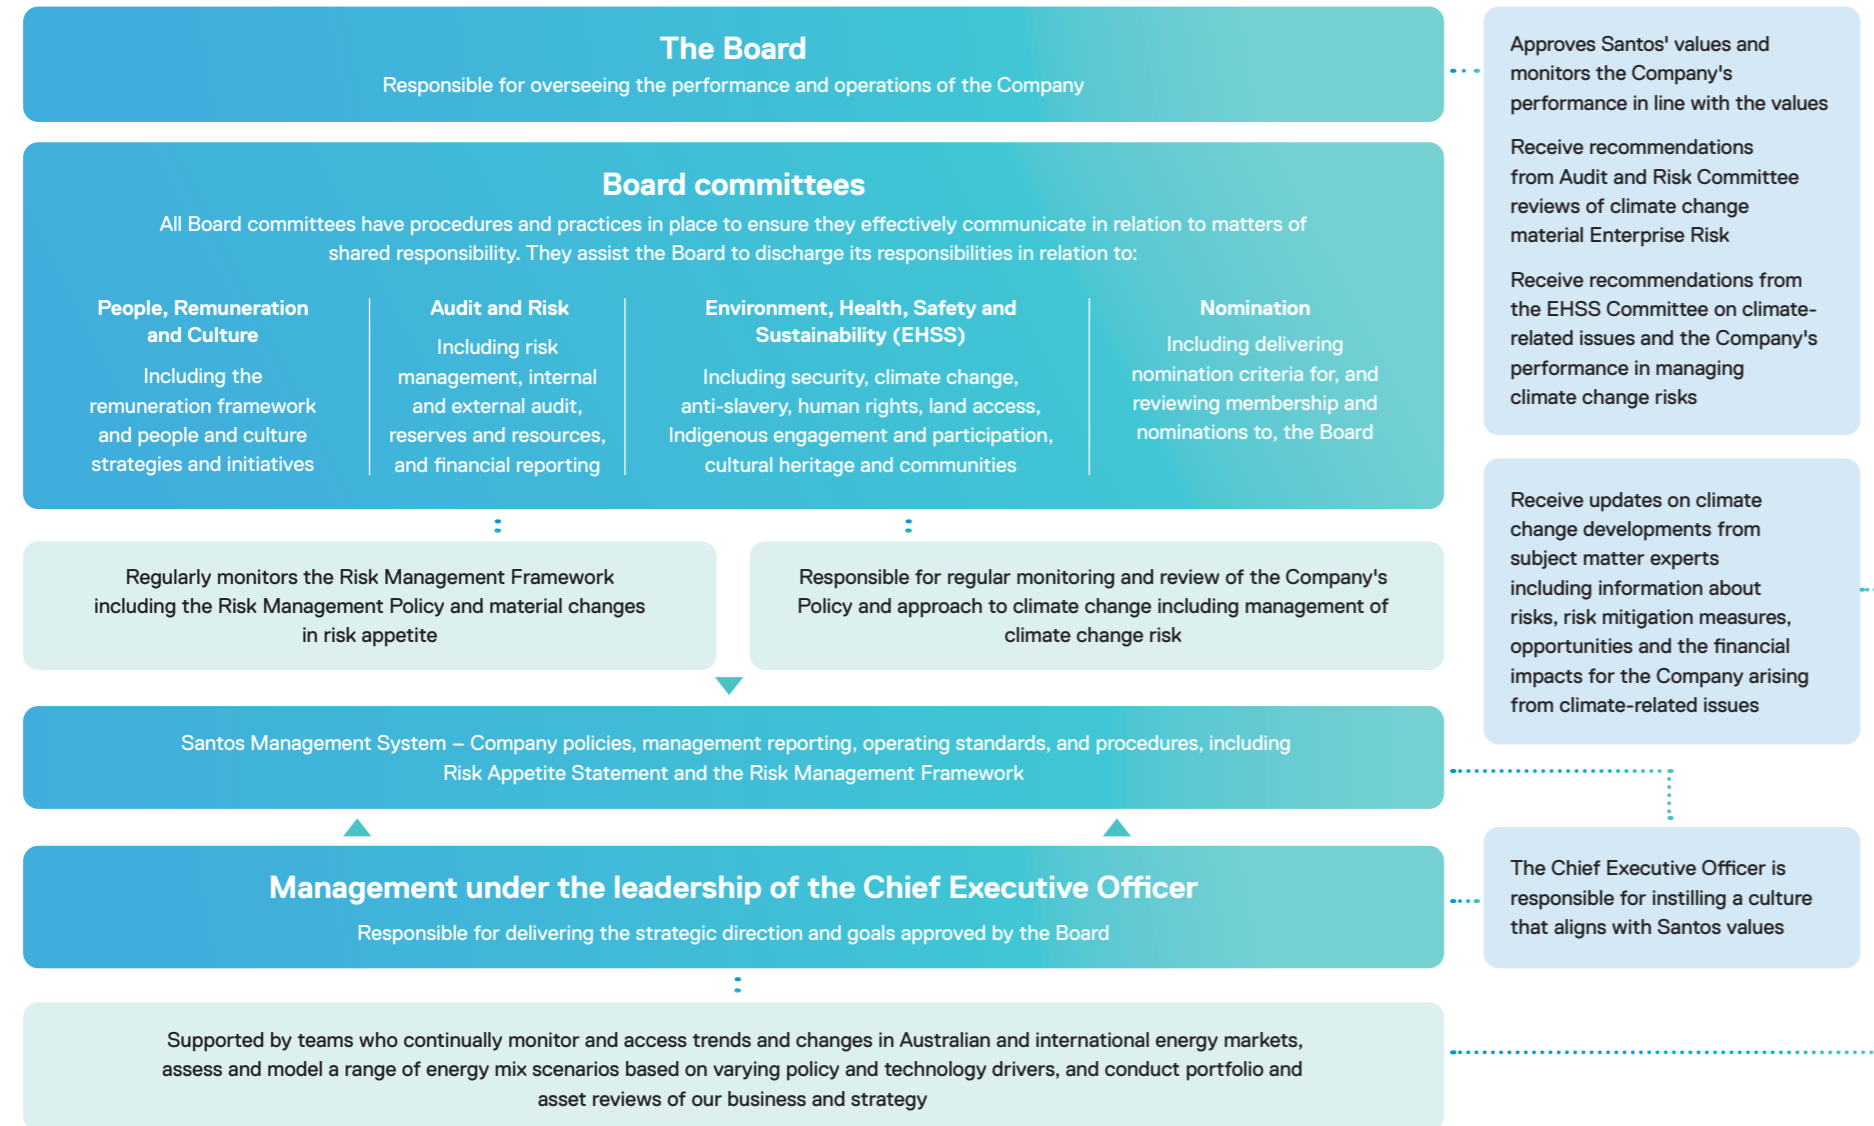 The Board
Responsible for overseeing the performance and operations of the Company
Approves Santos' values and
monitors the Company's
performance in line with the values
Receive recommendations
from Audit and Risk Committee
reviews of climate change
material Enterprise Risk
Receive recommendations from
the EHSS Committee on climate-
related issues and the Company's
performance in managing
climate change risks
Board committees
All Board committees have procedures and practices in place to ensure they effectively communicate in relation to matters of
shared responsibility. They assist the Board to discharge its responsibilities in relation to:
People, Remuneration
and Culture
Including the
remuneration framework
and people and culture
strategies and initiatives
Audit and Risk
Including risk
management, internal
and external audit,
reserves and resources,
and financial reporting
Environment, Health, Safety and
Sustainability (EHSS)
Including security, climate change,
anti-slavery, human rights, land access,
Indigenous engagement and participation,
cultural heritage and communities
Nomination
Including delivering
nomination criteria for, and
reviewing membership and
nominations to, the Board
Regularly monitors the Risk Management Framework
including the Risk Management Policy and material changes
in risk appetite
Responsible for regular monitoring and review of the Company's
Policy and approach to climate change including management of
climate change risk
Receive updates on climate
change developments from
subject matter experts
including information about
risks, risk mitigation measures,
opportunities and the financial
impacts for the Company arising
from climate-related issues
Santos Management System – Company policies, management reporting, operating standards, and procedures, including
Risk Appetite Statement and the Risk Management Framework
Management under the leadership of the Chief Executive Officer
Responsible for delivering the strategic direction and goals approved by the Board
The Chief Executive Officer is
responsible for instilling a culture
that aligns with Santos values
Supported by teams who continually monitor and access trends and changes in Australian and international energy markets,
assess and model a range of energy mix scenarios based on varying policy and technology drivers, and conduct portfolio and
asset reviews of our business and strategy